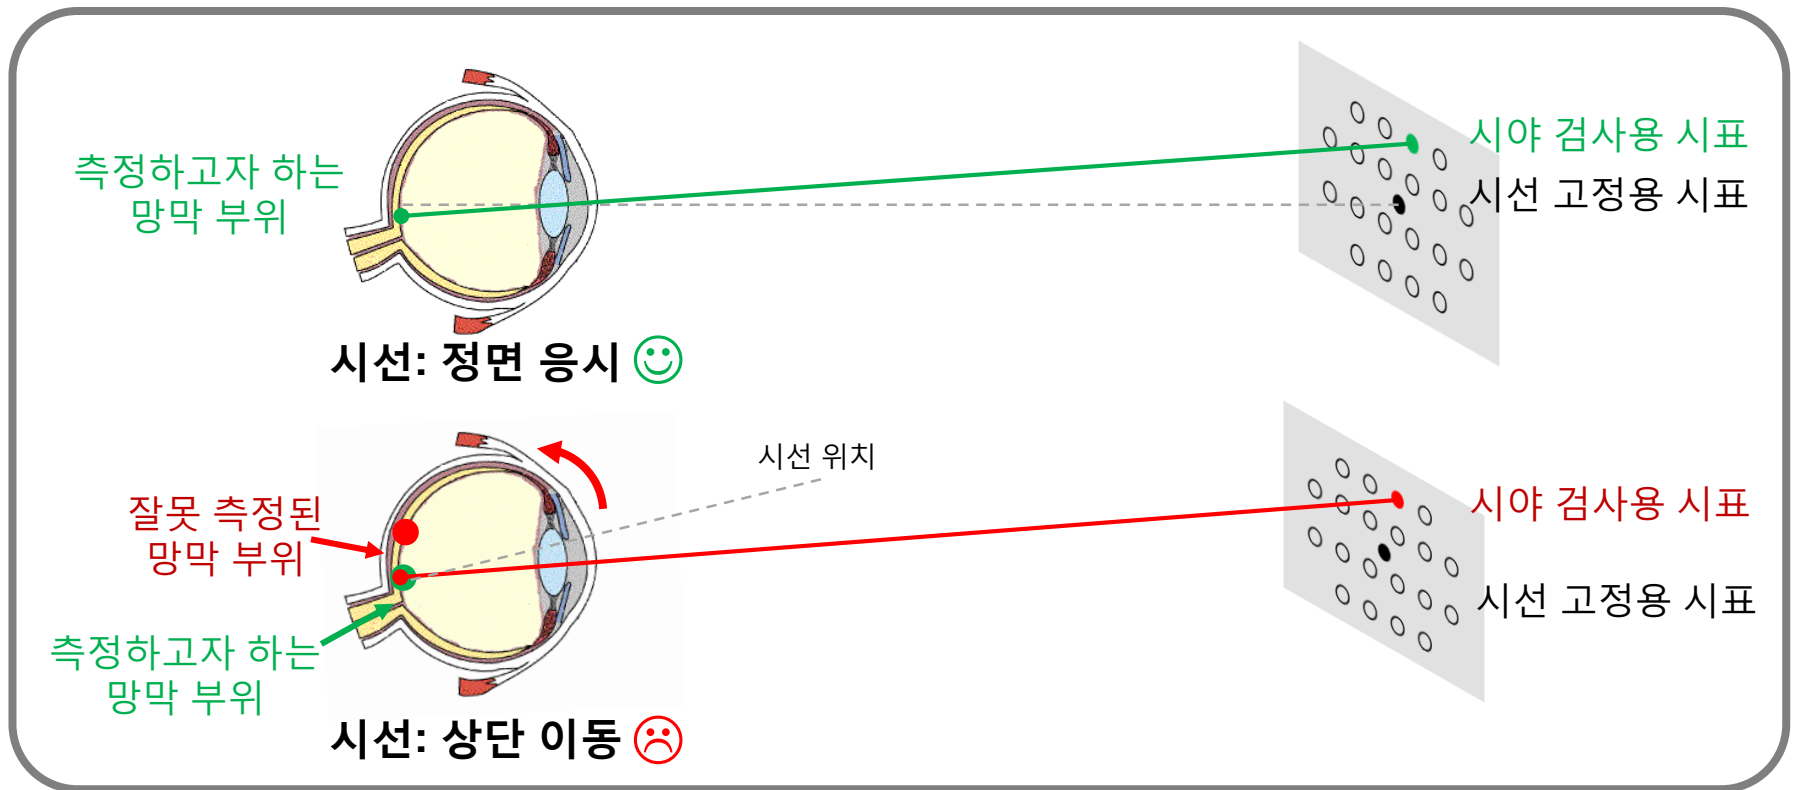 시야 검사용 시표
측정하고자 하는
망막 부위
시선 고정용 시표
시선: 정면 응시
시선 위치
잘못 측정된
망막 부위
시야 검사용 시표
시선 고정용 시표
측정하고자 하는
망막 부위
시선: 상단 이동